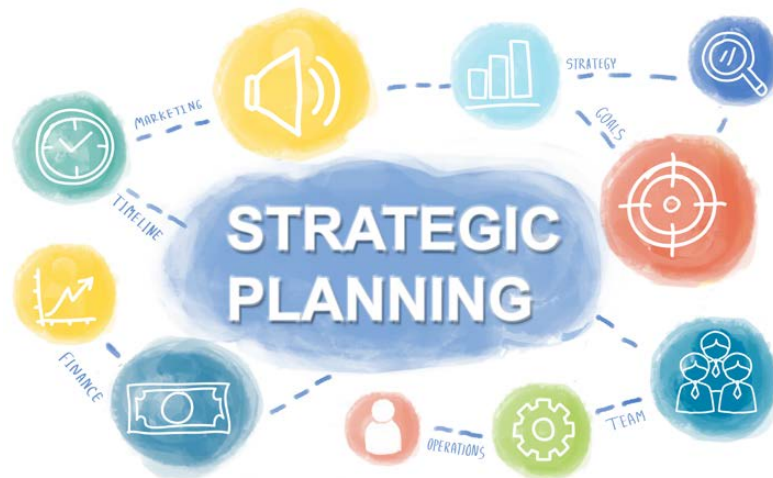 MARKETING
STRATEGY
GOALS
TIMELINE
STRATEGIC
PLANNING
FINANCE
OPERATIONS
TEAM